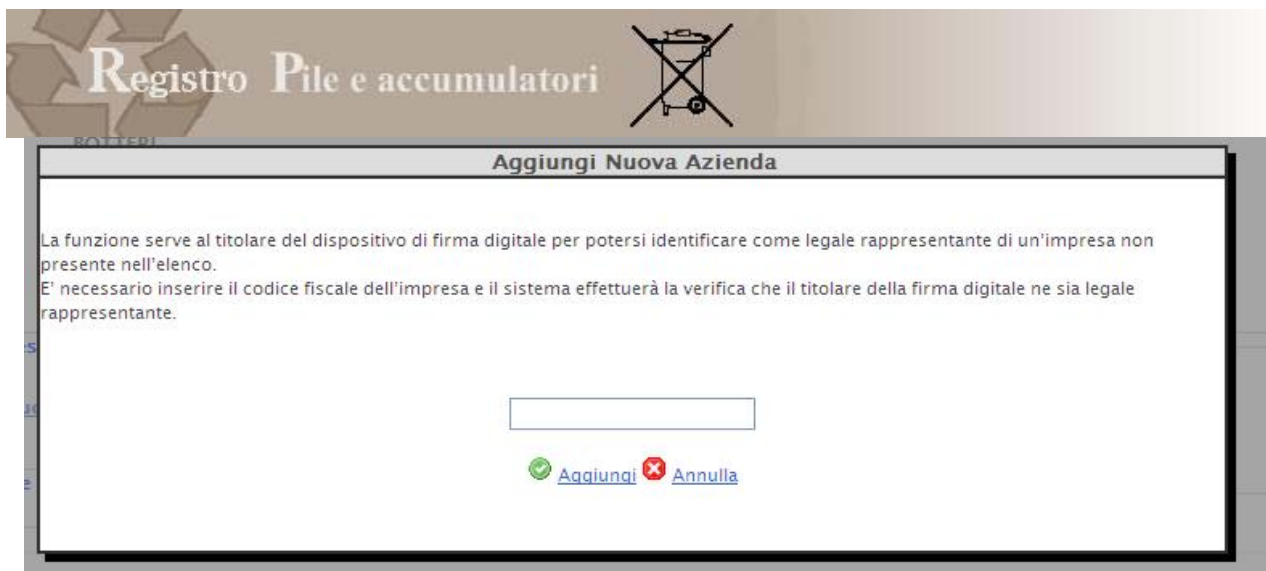 Registro Pile e accumulatori
BOTTERI
Aggiungi Nuova Azienda
La funzione serve al titolare del dispositivo di firma digitale per potersi identificare come legale rappresentante di un'impresa non
presente nell'elenco.
E' necessario inserire il codice fiscale dell'impresa e il sistema effettuerà la verifica che il titolare della firma digitale ne sia legale
rappresentante.
Aggiungi Annulla